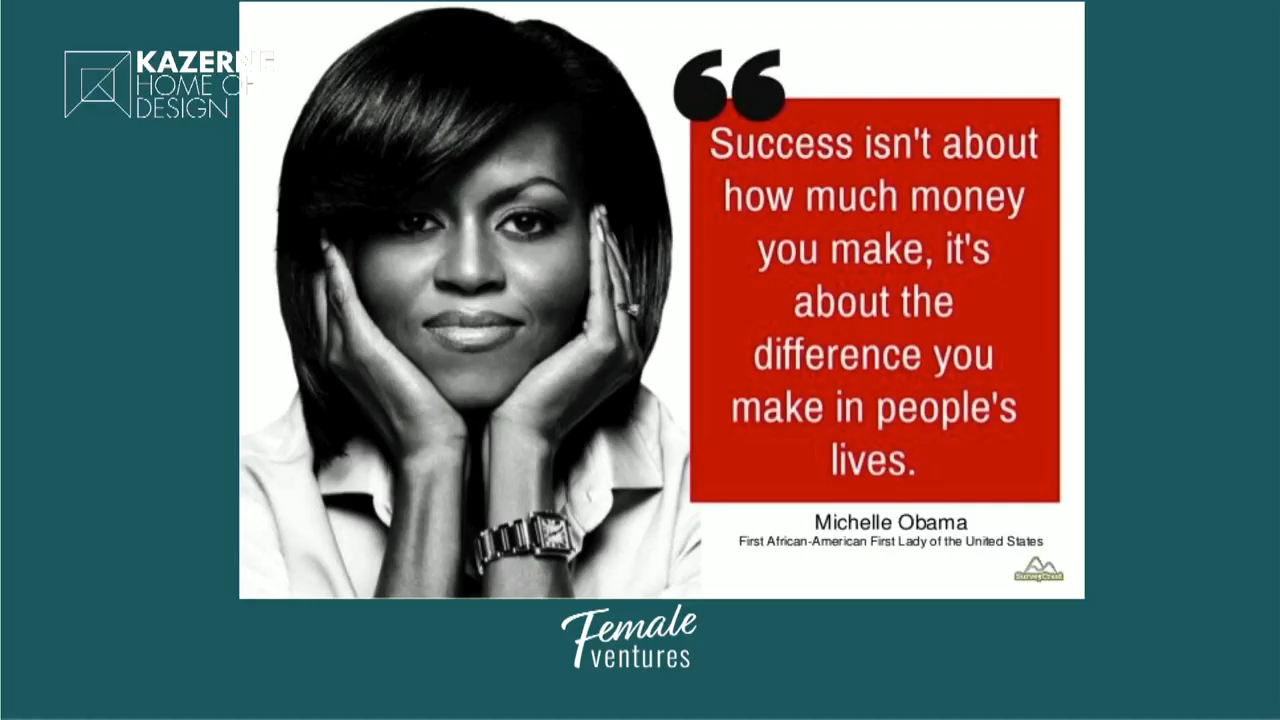 KAZERNE
HOME OF
DESIGN
“
Success isn't about
how much money
you make, it's
about the
difference you
make in people's
lives.
Michelle Obama
First African-American First Lady of the United States
SurveyCrest
Female
ventures